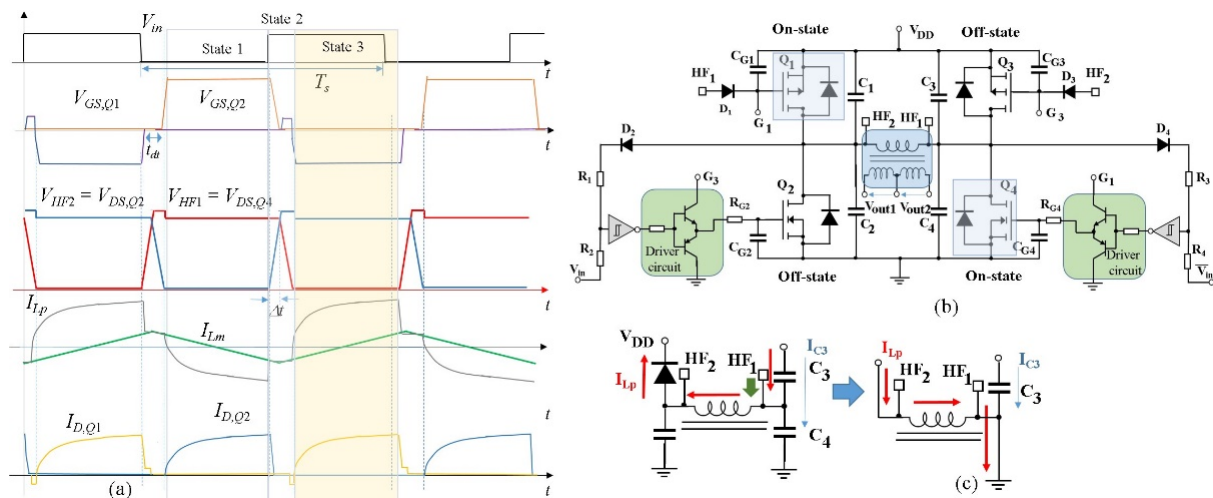 V_in
State 2
State 1
State 3
t
T_s
V_GS,Q1
V_GS,Q2
t_dt
t
V_HF2 = V_DS,Q2
V_HF1 = V_DS,Q4
Δt
t
I_Lp
I_Lm
t
I_D,Q1
I_D,Q2
t
(a)
On-state
V_DD
Off-state
C_G1
Q_1
C_1
C_3
Q_3
C_G3
HF_1
D_1
G_1
D_3
HF_2
G_3
HF_2
HF_1
D_2
D_4
R_1
G_3
Q_2
Q_4
G_1
R_3
V_out1
V_out2
R_G2
R_G4
R_2
C_G2
C_2
C_4
C_G4
R_4
Driver
circuit
Driver
circuit
V_in
V_in
Off-state
On-state
(b)
V_DD
HF_2
HF_1
I_C3
C_3
I_Lp
C_4
I_Lp
HF_2
HF_1
I_C3
C_3
(c)